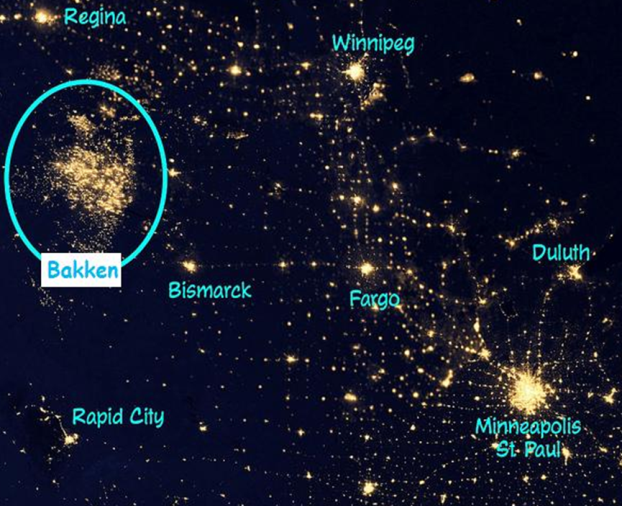 Regina
Winnipeg
Bakken
Duluth
Bismarck
Fargo
Rapid City
Minneapolis
St. Paul